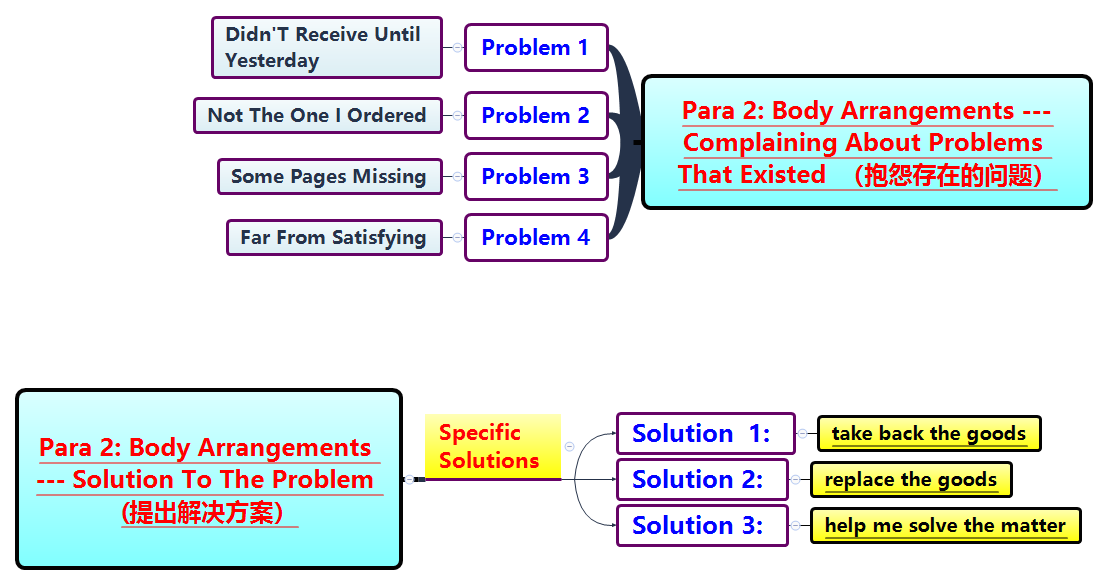 Para 2: Body Arrangements ---
Complaining About Problems
That Existed （抱怨存在的问题）
Problem 1
Didn'T Receive Until
Yesterday
Problem 2
Not The One I Ordered
Problem 3
Some Pages Missing
Problem 4
Far From Satisfying
Para 2: Body Arrangements
--- Solution To The Problem
(提出解决方案）
Specific
Solutions
Solution 1:
take back the goods
Solution 2:
replace the goods
Solution 3:
help me solve the matter